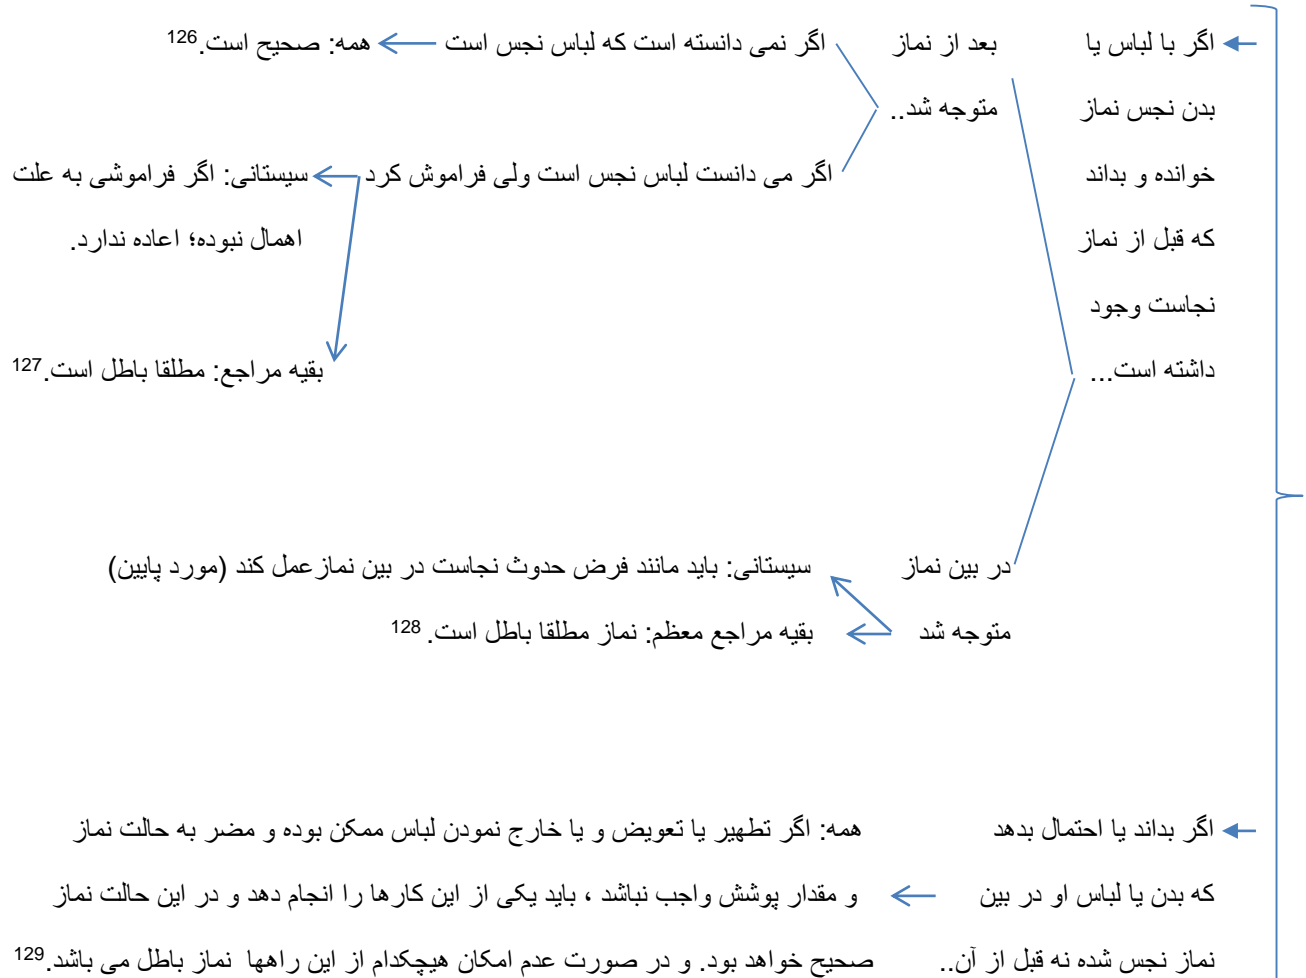 اگر با لباس یا
بدن نجس نماز
خوانده و بداند
که قبل از نماز
نجاست وجود
داشته است...
بعد از نماز
متوجه شد..
اگر نمی دانسته است که لباس نجس است
همه: صحیح است.126
اگر می دانست لباس نجس است ولی فراموش کرد
سیستانی: اگر فراموشی به علت
اهمال نبوده؛ اعاده ندارد.
بقیه مراجع: مطلقا باطل است.127
در بین نماز
متوجه شد
سیستانی: باید مانند فرض حدوث نجاست در بین نمازعمل کند (مورد پایین)
بقیه مراجع معظم: نماز مطلقا باطل است. 128
اگر بداند یا احتمال بدهد
که بدن یا لباس او در بین
نماز نجس شده نه قبل از آن..
همه: اگر تطهیر یا تعویض و یا خارج نمودن لباس ممکن بوده و مضر به حالت نماز
و مقدار پوشش واجب نباشد ، باید یکی از این کارها را انجام دهد و در این حالت نماز
صحیح خواهد بود. و در صورت عدم امکان هیچکدام از این راهها نماز باطل می باشد.129